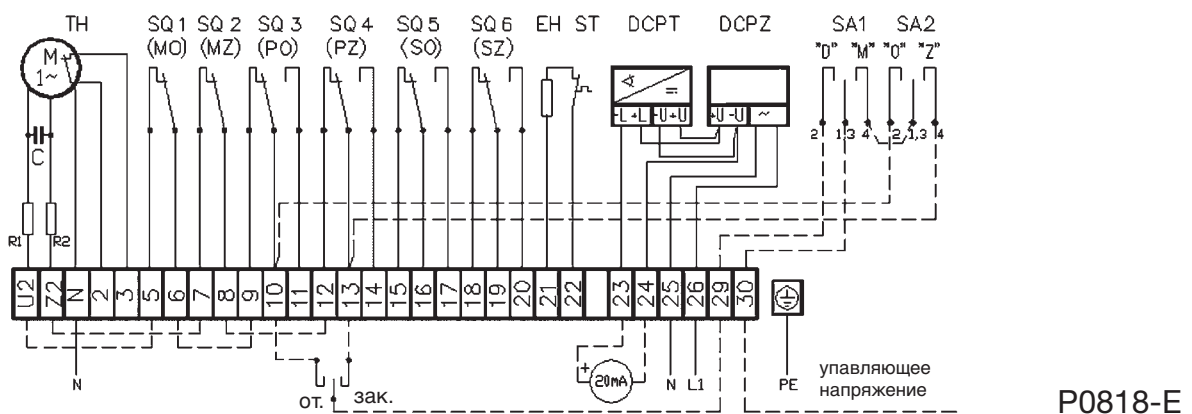 TH SQ 1 SQ 2 SQ 3 SQ 4 SQ 5 SQ 6 EH ST DCPT DCPZ SA1 SA2
(MO) (MZ) (PO) (PZ) (SO) (SZ) "D" "M" "O" "Z"
M
1~
-L +L -U +U +U -U ~
C
2 1,3 4 2 1,3 4
R1 R2
U2 Z2 N 2 3 5 6 7 8 9 10 11 12 13 14 15 16 17 18 19 20 21 22 23 24 25 26 29 30
N от. зак. + 20mA N L1 PE
упавляющее
напряжение
P0818-E